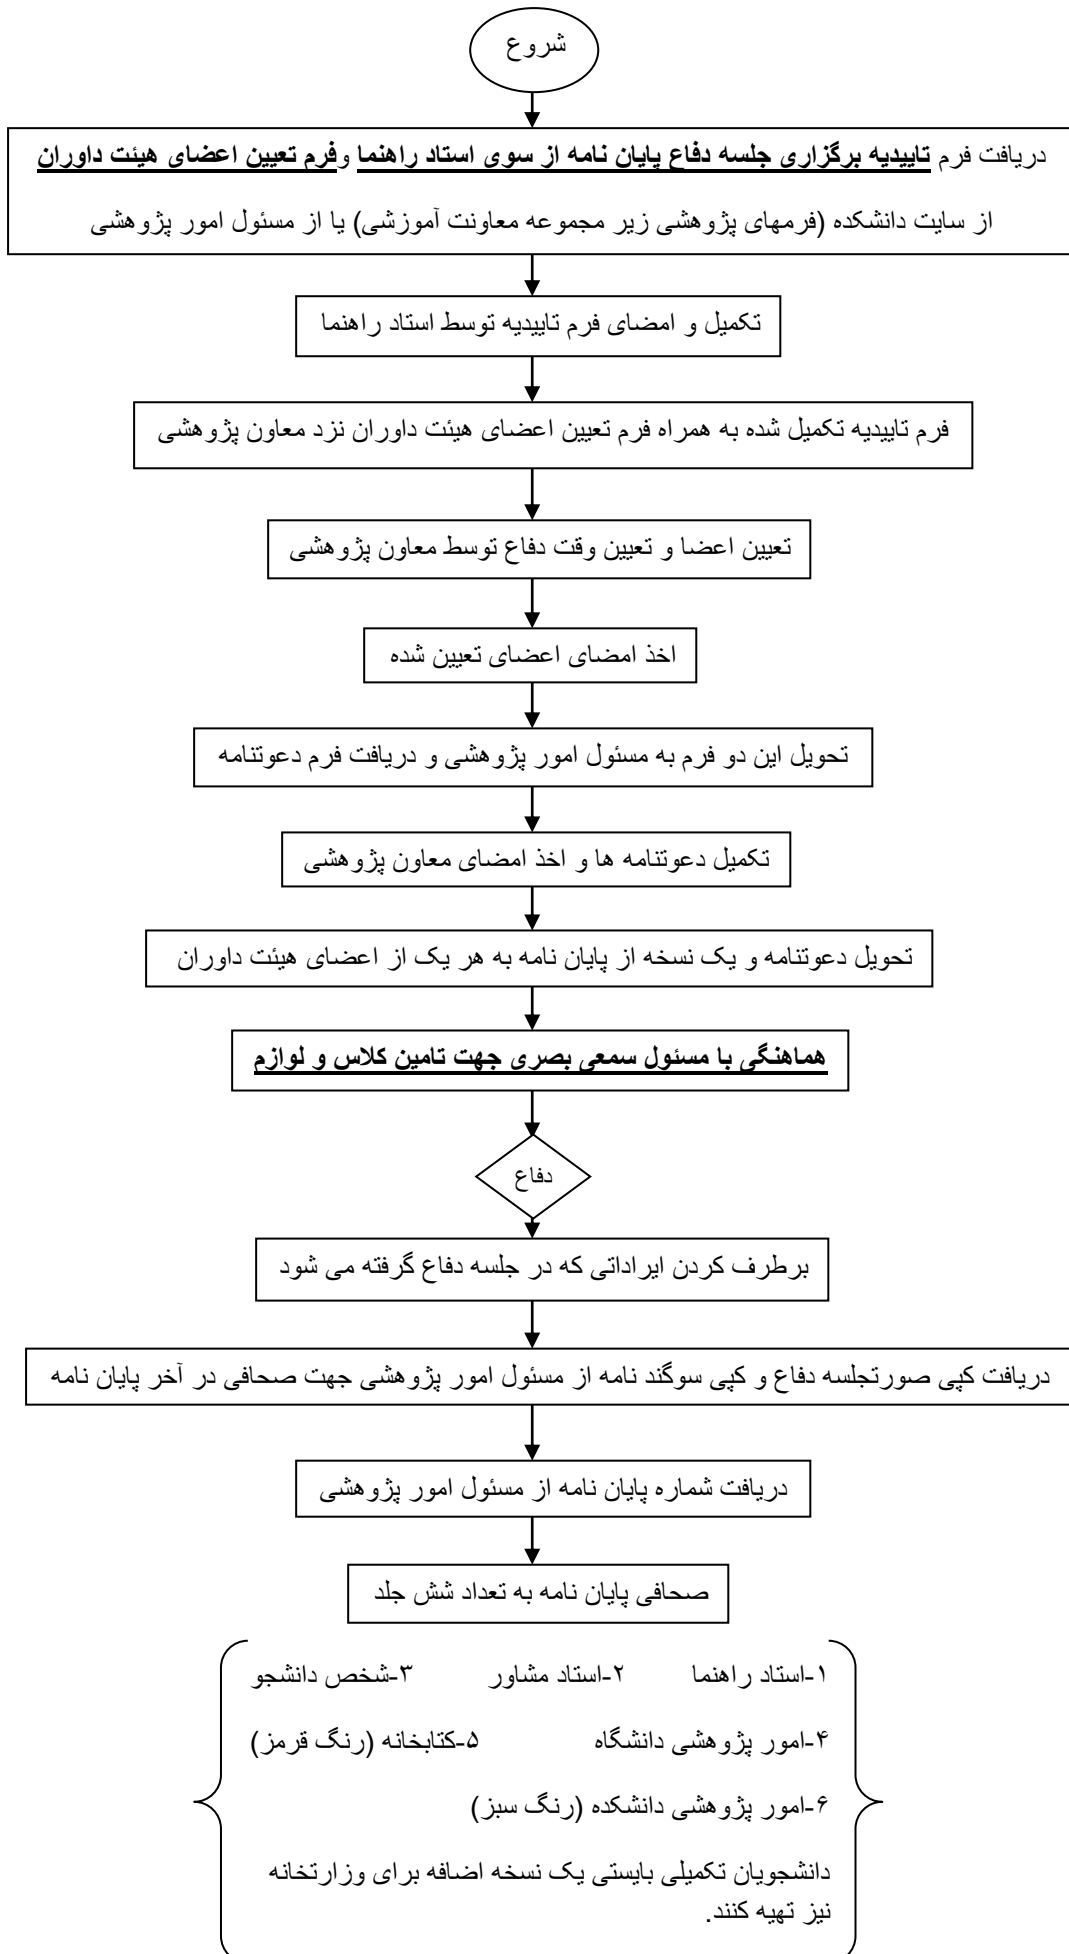 شروع
دریافت فرم تاییدیه برگزاری جلسه دفاع پایان نامه از سوی استاد راهنما وفرم تعیین اعضای هیئت داوران
از سایت دانشکده (فرمهای پژوهشی زیر مجموعه معاونت آموزشی) یا از مسئول امور پژوهشی
تکمیل و امضای فرم تاییدیه توسط استاد راهنما
فرم تاییدیه تکمیل شده به همراه فرم تعیین اعضای هیئت داوران نزد معاون پژوهشی
تعیین اعضا و تعیین وقت دفاع توسط معاون پژوهشی
اخذ امضای اعضای تعیین شده
تحویل این دو فرم به مسئول امور پژوهشی و دریافت فرم دعوتنامه
تکمیل دعوتنامه ها و اخذ امضای معاون پژوهشی
تحویل دعوتنامه و یک نسخه از پایان نامه به هر یک از اعضای هیئت داوران
هماهنگی با مسئول سمعی بصری جهت تامین کلاس و لوازم
دفاع
برطرف کردن ایراداتی که در جلسه دفاع گرفته می شود
دریافت کپی صورتجلسه دفاع و کپی سوگند نامه از مسئول امور پژوهشی جهت صحافی در آخر پایان نامه
دریافت شماره پایان نامه از مسئول امور پژوهشی
صحافی پایان نامه به تعداد شش جلد
۱-استاد راهنما ۲-استاد مشاور ۳-شخص دانشجو
۴-امور پژوهشی دانشگاه ۵-کتابخانه (رنگ قرمز)
۶-امور پژوهشی دانشکده (رنگ سبز)
دانشجویان تکمیلی بایستی یک نسخه اضافه برای وزارتخانه
نیز تهیه کنند.